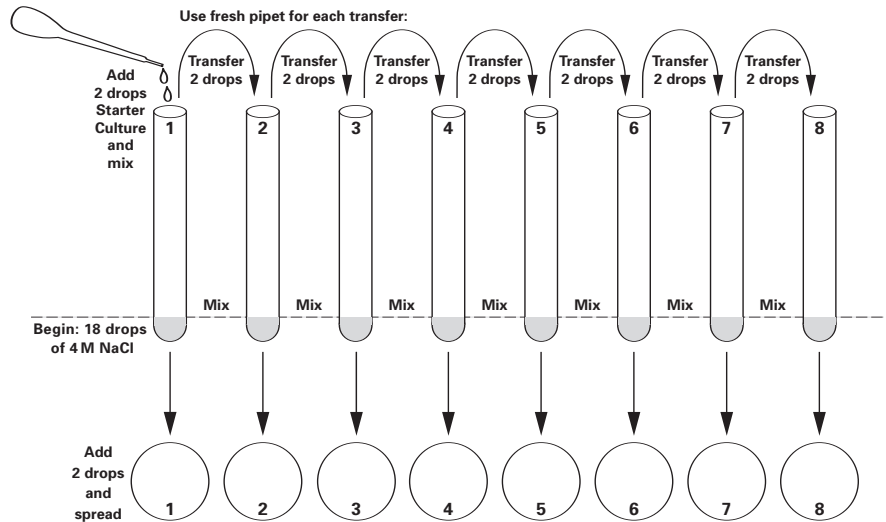 Use fresh pipet for each transfer:
Add
2 drops
Starter
Culture
and
mix
Transfer
2 drops
Transfer
2 drops
Transfer
2 drops
Transfer
2 drops
Transfer
2 drops
Transfer
2 drops
Transfer
2 drops
1 2 3 4 5 6 7 8
Mix Mix Mix Mix Mix Mix Mix
Begin: 18 drops
of 4 M NaCl
Add
2 drops
and
spread
1 2 3 4 5 6 7 8